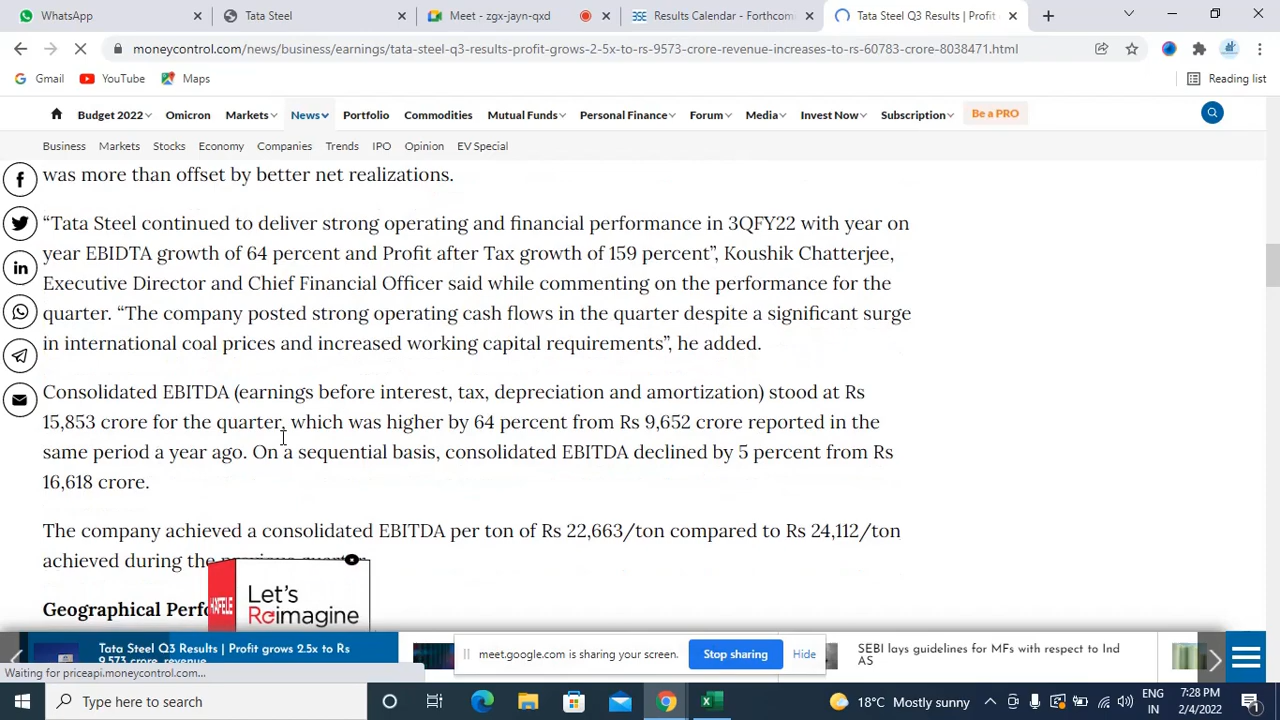 WhatsApp
Tata Steel
Meet - zgx-jayn-qxd
Results Calendar - Forthcom
Tata Steel Q3 Results | Profit
moneycontrol.com/news/business/earnings/tata-steel-q3-results-profit-grows-2-5x-to-rs-9573-crore-revenue-increases-to-rs-60783-crore-8038471.html
Gmail
YouTube
Maps
Reading list
Budget 2022
Omicron
Markets
News
Portfolio
Commodities
Mutual Funds
Personal Finance
Forum
Media
Invest Now
Subscription
Be a PRO
Business
Markets
Stocks
Economy
Companies
Trends
IPO
Opinion
EV Special
was more than offset by better net realizations.
“Tata Steel continued to deliver strong operating and financial performance in 3QFY22 with year on
year EBIDTA growth of 64 percent and Profit after Tax growth of 159 percent”, Koushik Chatterjee,
Executive Director and Chief Financial Officer said while commenting on the performance for the
quarter. “The company posted strong operating cash flows in the quarter despite a significant surge
in international coal prices and increased working capital requirements”, he added.
Consolidated EBITDA (earnings before interest, tax, depreciation and amortization) stood at Rs
15,853 crore for the quarter, which was higher by 64 percent from Rs 9,652 crore reported in the
same period a year ago. On a sequential basis, consolidated EBITDA declined by 5 percent from Rs
16,618 crore.
The company achieved a consolidated EBITDA per ton of Rs 22,663/ton compared to Rs 24,112/ton
achieved during the previous quarter.
Geographical Perf
HAFELE
Let's
Reimagine
Tata Steel Q3 Results | Profit grows 2.5x to Rs
9,573 crore, revenue
meet.google.com is sharing your screen.
Stop sharing
Hide
SEBI lays guidelines for MFs with respect to Ind
AS
Waiting for priceapi.moneycontrol.com...
Type here to search
18°C Mostly sunny
ENG
IN
7:28 PM
2/4/2022
1